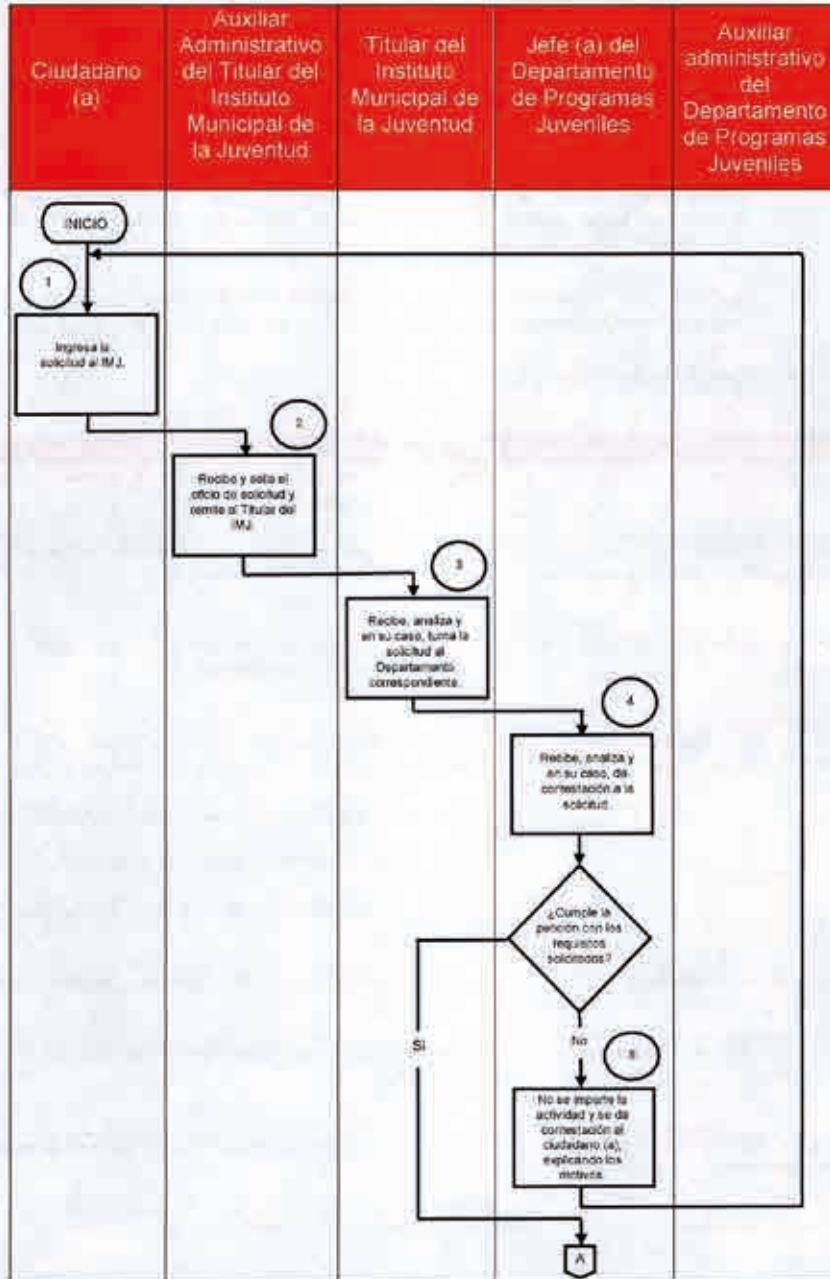 Ciudadano
(a)
Auxiliar
Administrativo
del Titular del
Instituto
Municipal de
la Juventud
Titular del
Instituto
Municipal de
la Juventud
Jefe (a) del
Departamento
de Programas
Juveniles
Auxiliar
administrativo
del
Departamento
de Programas
Juveniles
INICIO
1
Ingresa la
solicitud al IMJ.
2
Recibe y sella el
oficio de solicitud y
remite al Titular del
IMJ.
3
Recibe, analiza y
en su caso, turna la
solicitud al
Departamento
correspondiente.
4
Recibe, analiza y
en su caso, da
contestación a la
solicitud.
¿Cumple la
petición con los
requisitos
solicitados?
Si
No
5
No se imparte la
actividad y se da
contestación al
ciudadano (a),
explicando los
motivos.
A